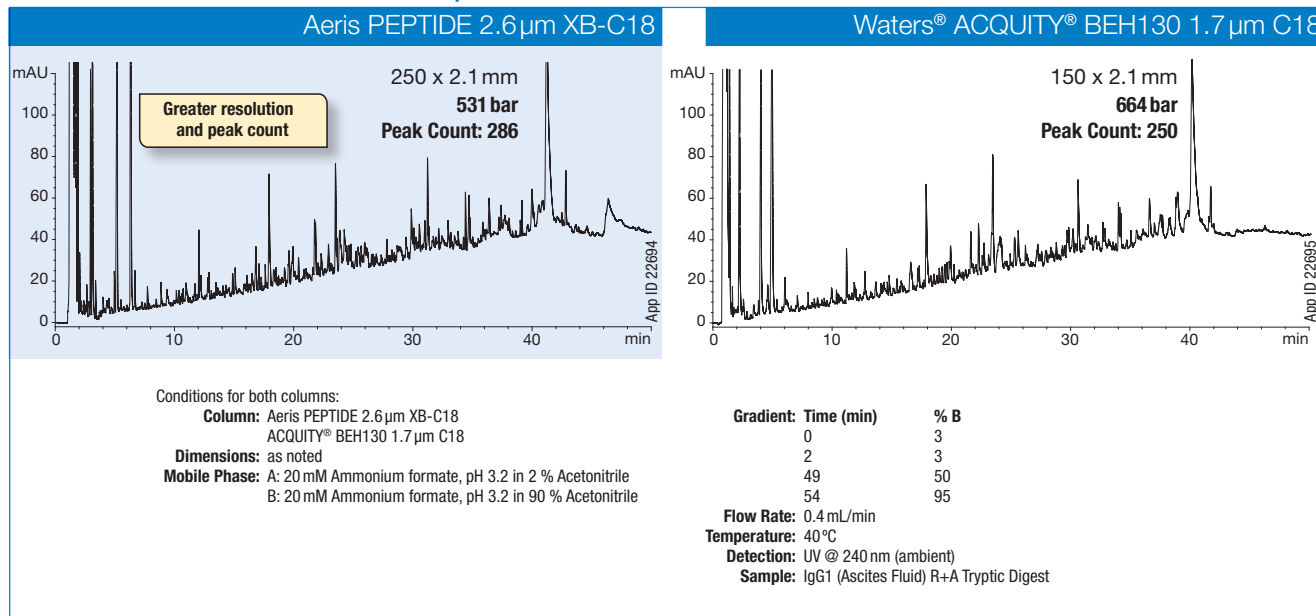 Aeris PEPTIDE 2.6 µm XB-C18
mAU
100
80
60
40
20
0
250 x 2.1 mm
531 bar
Peak Count: 286
Greater resolution
and peak count
0 10 20 30 40 min
App ID 22694
Waters® ACQUITY® BEH130 1.7 µm C18
mAU
100
80
60
40
20
0
150 x 2.1 mm
664 bar
Peak Count: 250
0 10 20 30 40 min
App ID 22695
Conditions for both columns:
Column: Aeris PEPTIDE 2.6 µm XB-C18
ACQUITY® BEH130 1.7 µm C18
Dimensions: as noted
Mobile Phase: A: 20 mM Ammonium formate, pH 3.2 in 2 % Acetonitrile
B: 20 mM Ammonium formate, pH 3.2 in 90 % Acetonitrile
Gradient: Time (min) % B
0 3
2 3
49 50
54 95
Flow Rate: 0.4 mL/min
Temperature: 40 ºC
Detection: UV @ 240 nm (ambient)
Sample: IgG1 (Ascites Fluid) R+A Tryptic Digest